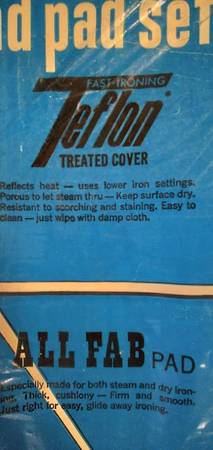 d pad set
FAST-IRONING
Teflon
TREATED COVER
Reflects heat — uses lower iron settings.
Porous to let steam thru — Keep surface dry.
Resistant to scorching and staining. Easy to
clean — just wipe with damp cloth.
ALL FAB PAD
Especially made for both steam and dry iron-
ing. Thick, cushiony — Firm and smooth.
Just right for easy, glide away ironing.